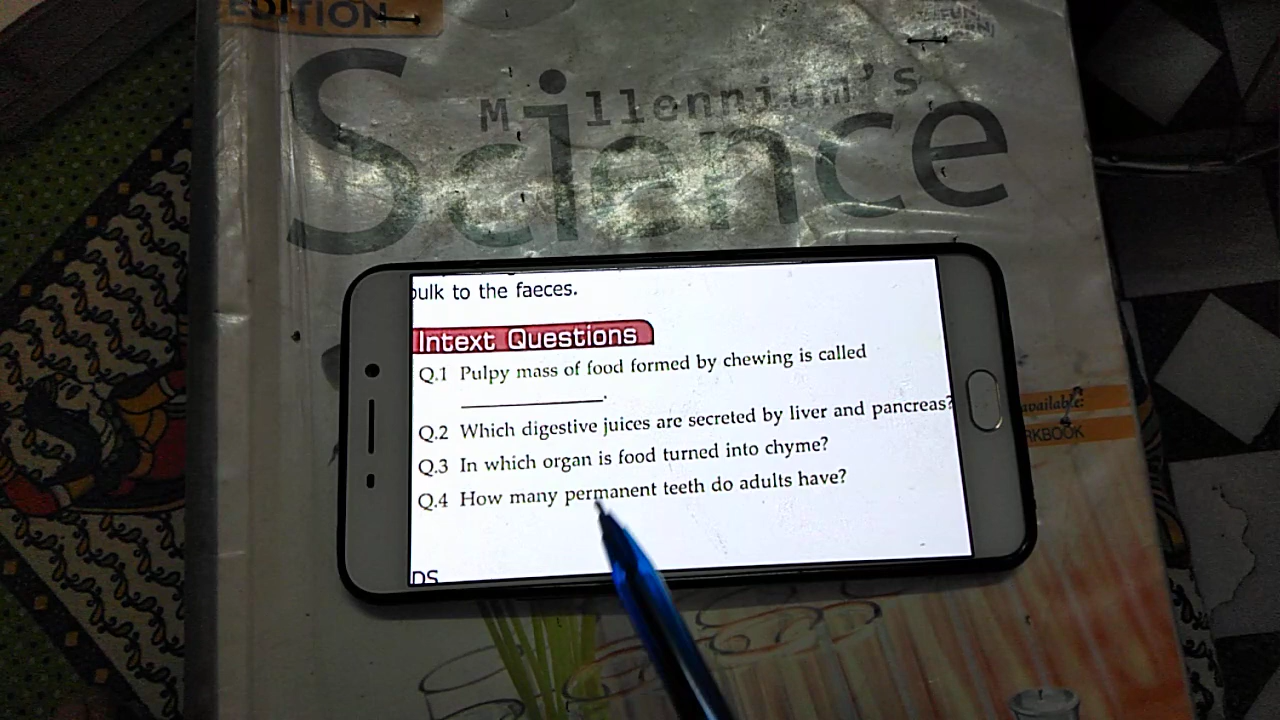 EDITION
Millennium's
Science
bulk to the faeces.
Intext Questions
Q.1 Pulpy mass of food formed by chewing is called
____________.
Q.2 Which digestive juices are secreted by liver and pancreas?
Q.3 In which organ is food turned into chyme?
Q.4 How many permanent teeth do adults have?
DS
available:
RKBOOK